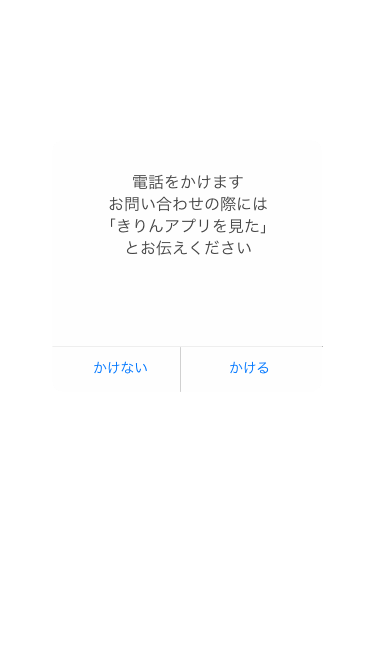 電話をかけます
お問い合わせの際には
「きりんアプリを見た」
とお伝えください
かけない
かける